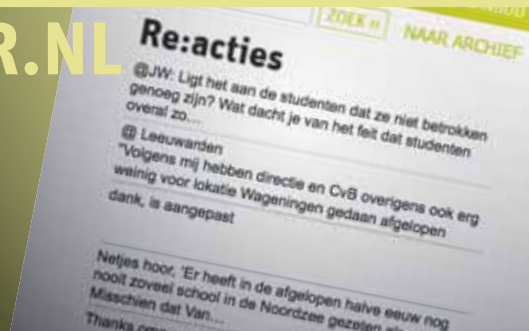 R.NL
ZOEK »
NAAR ARCHIEF
Re:acties
@JW: Ligt het aan de studenten dat ze niet betrokken
genoeg zijn? Wat dacht je van het feit dat studenten
overal zo...
@ Leeuwarden
"Volgens mij hebben directie en CvB overigens ook erg
weinig voor lokatie Wageningen gedaan afgelopen
dank, is aangepast
Netjes hoor, 'Er heeft in de afgelopen halve eeuw nog
nooit zoveel school in de Noordzee gezeten als
Misschien dat Van...
Thanks